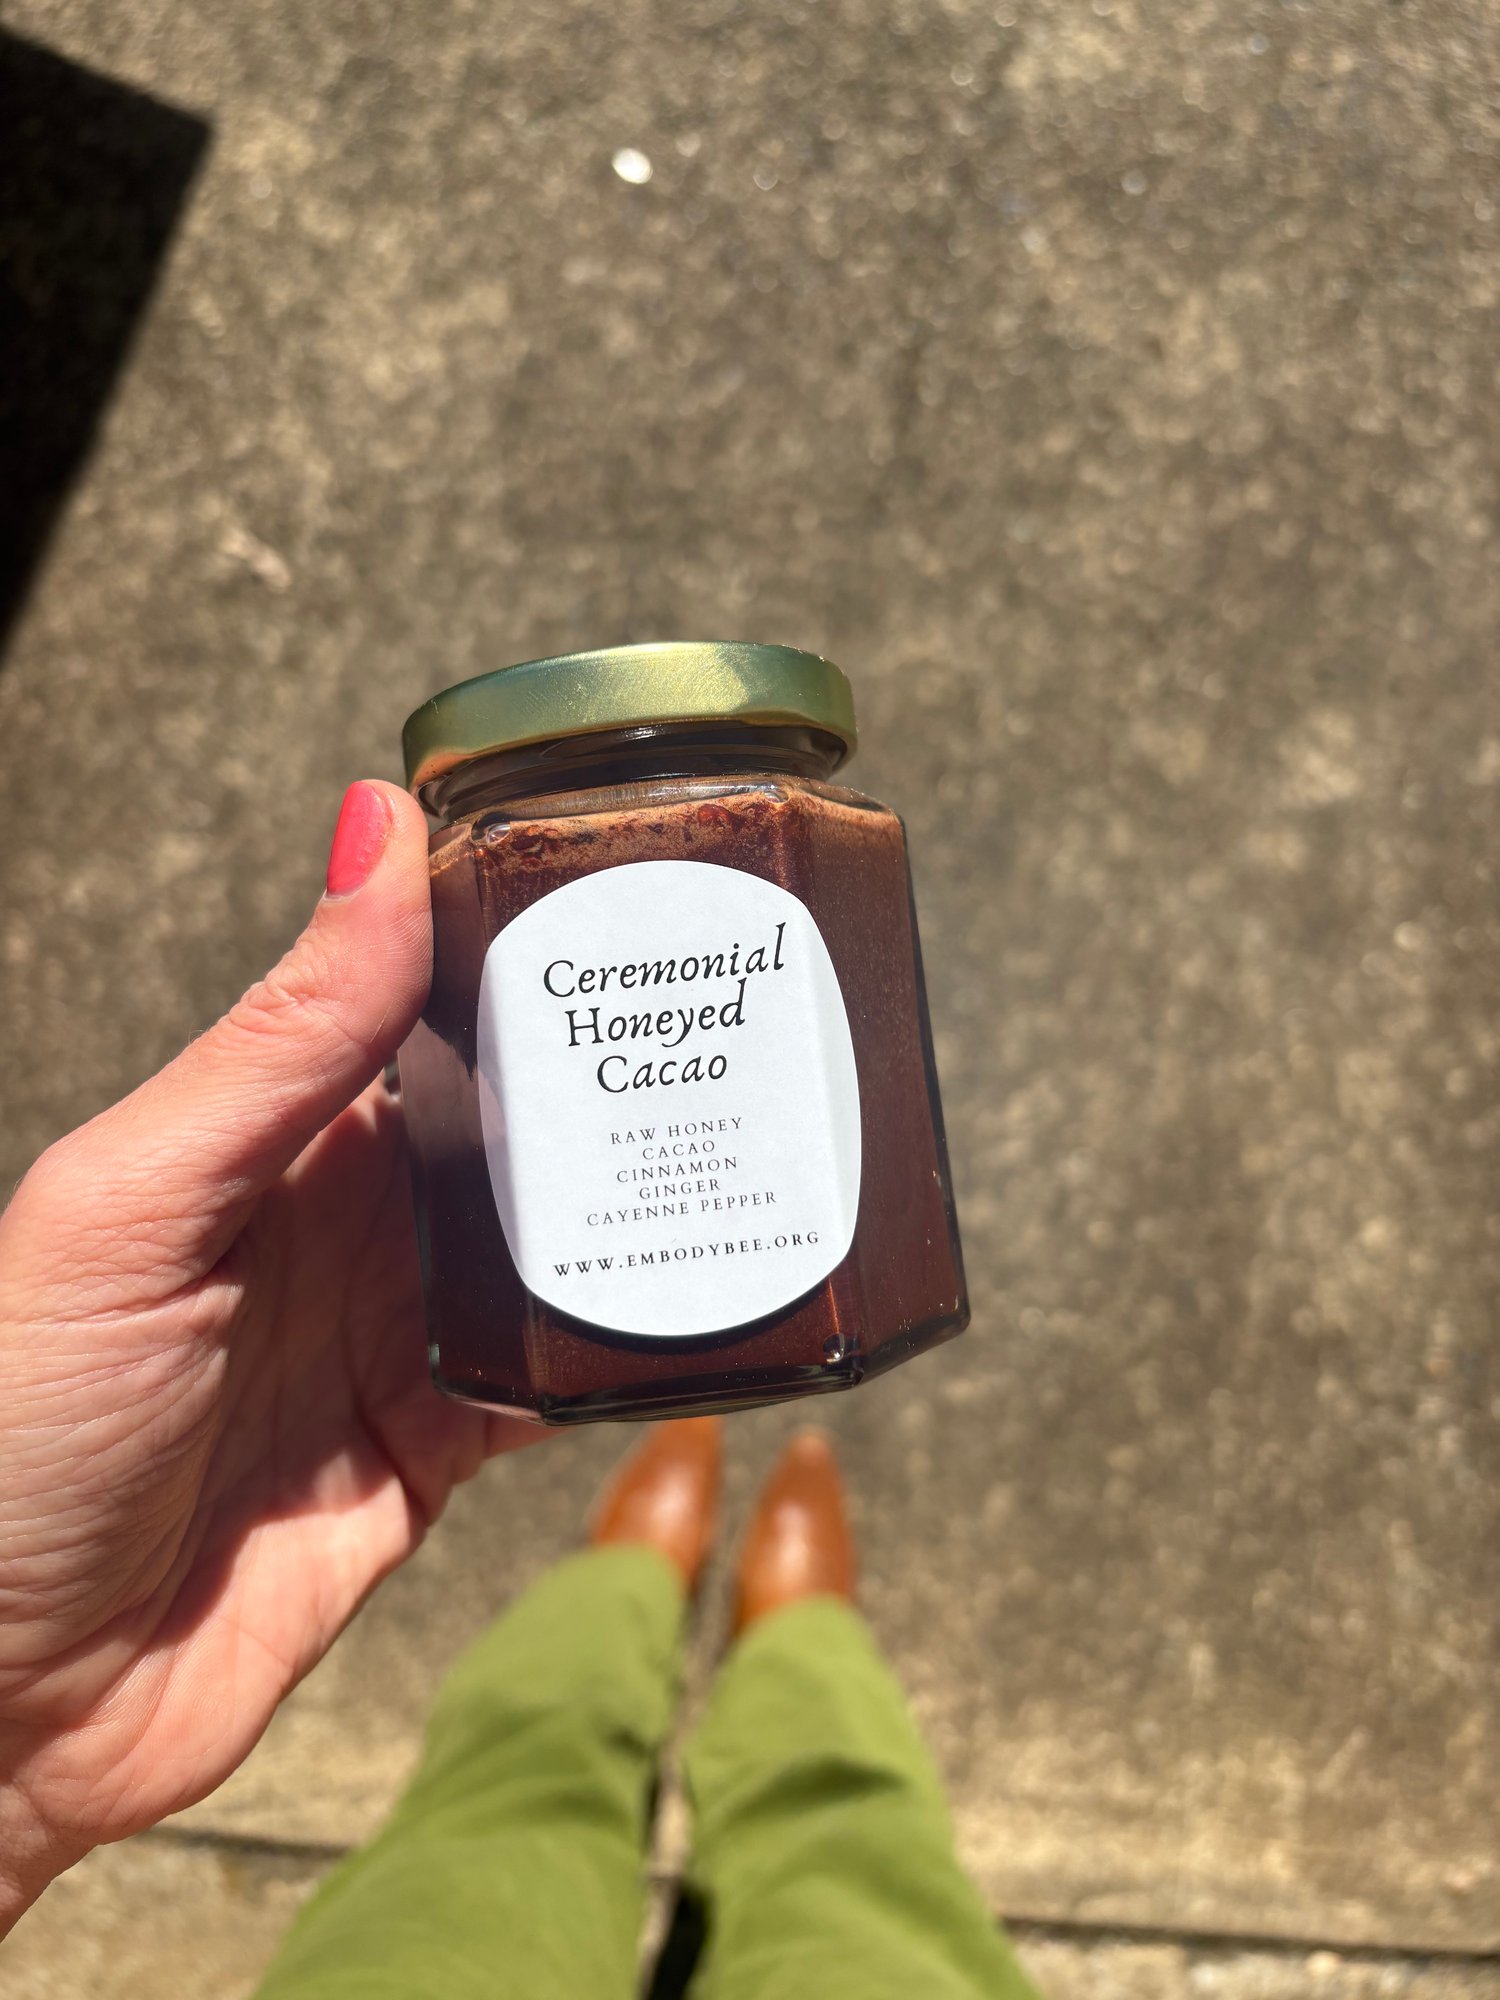 Ceremonial
Honeyed
Cacao
RAW HONEY
CACAO
CINNAMON
GINGER
CAYENNE PEPPER
WWW.EMBODYBEE.ORG